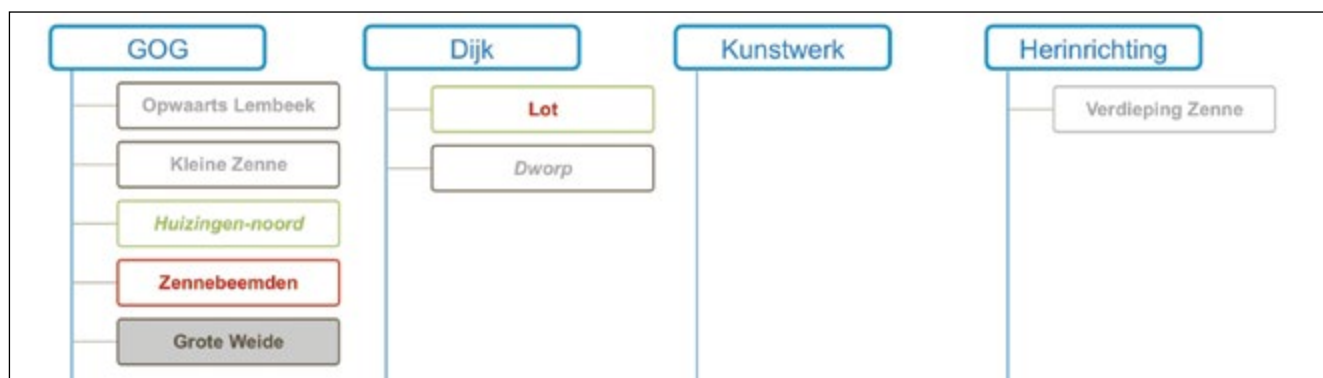 GOG
Opwaarts Lembeek
Kleine Zenne
Huizingen-noord
Zennebeemden
Grote Weide
Dijk
Lot
Dworp
Kunstwerk
Herinrichting
Verdieping Zenne